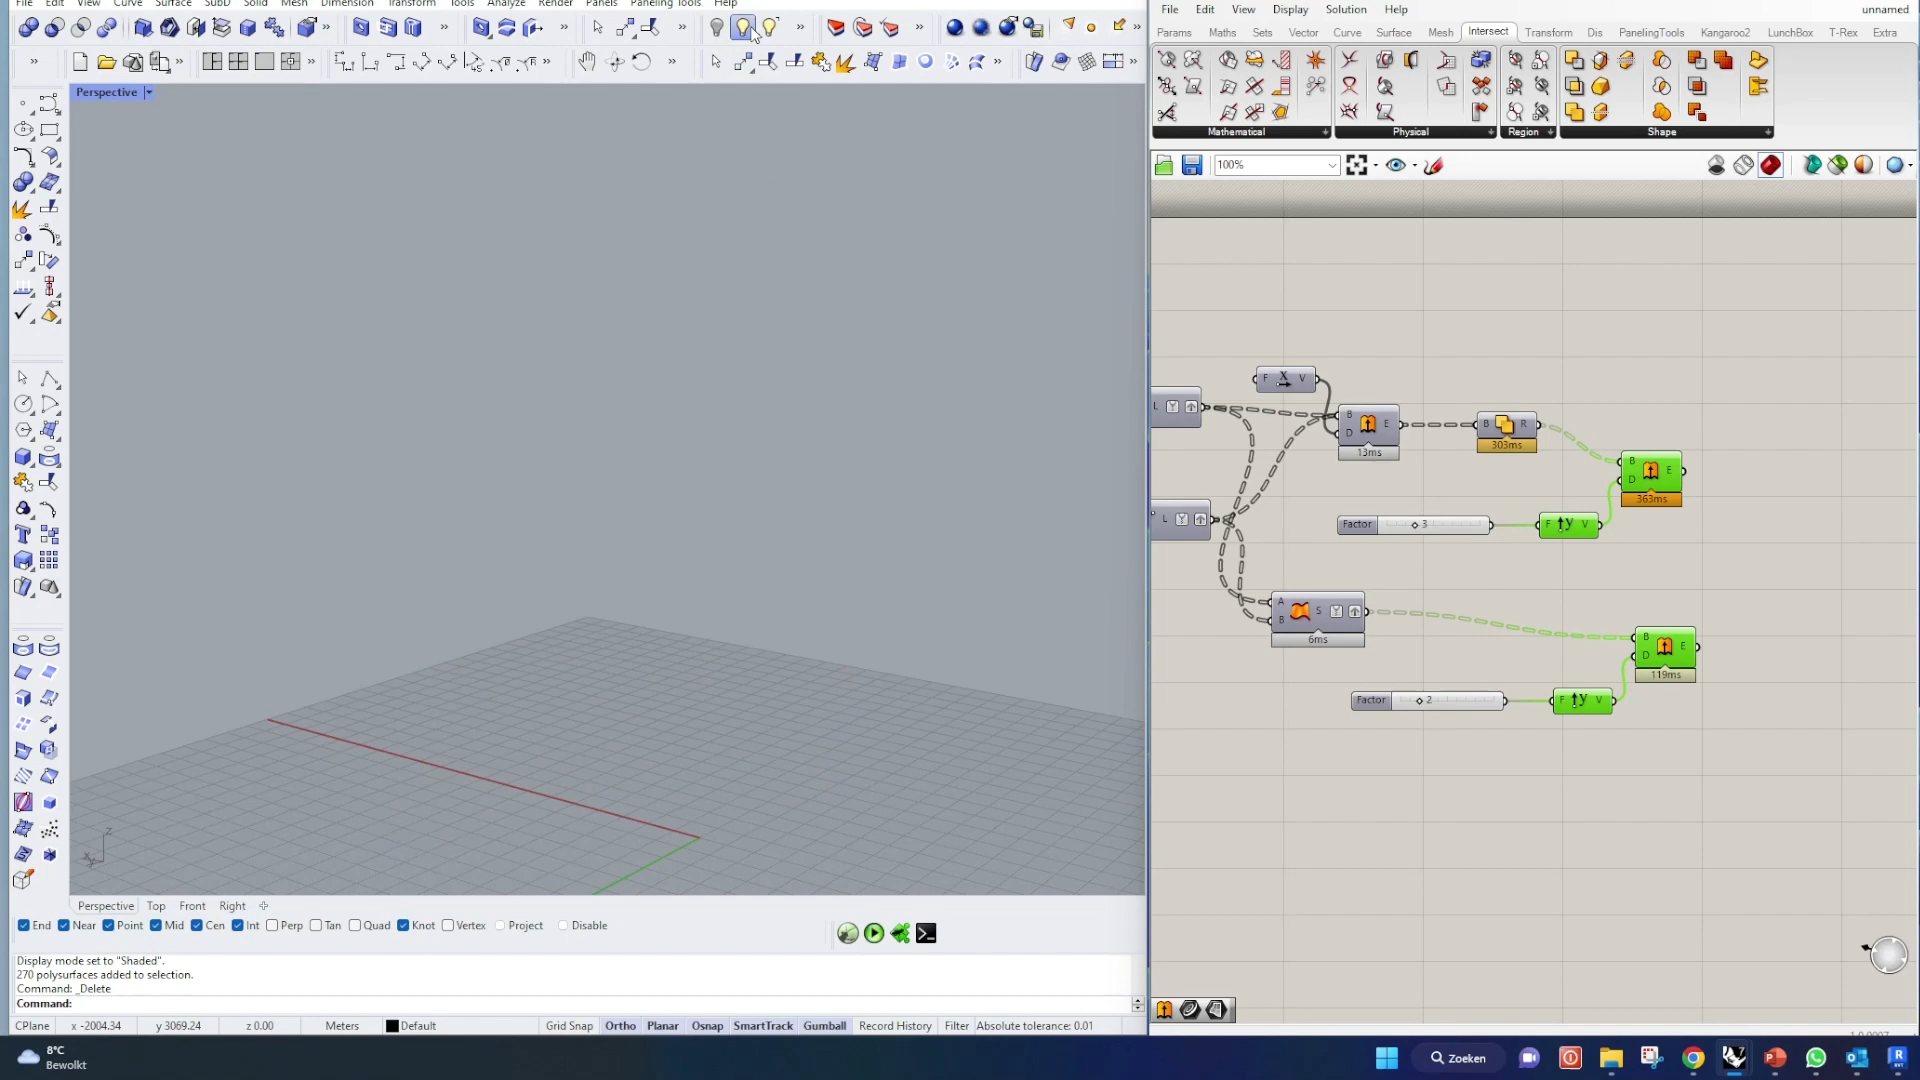 File Edit View Curve Surface SubD Solid Mesh Dimension Transform Tools Analyze Render Panels Paneling Tools Help
File Edit View Display Solution Help
unnamed
Params Maths Sets Vector Curve Surface Mesh Intersect Transform Dis PanelingTools Kangaroo2 LunchBox T-Rex Extra
Perspective
Mathematical
Physical
Region
Shape
100%
F X V
L
B D E
13ms
B R
303ms
B D E
363ms
L
Factor 3
F y V
A B S
6ms
B D E
119ms
Factor 2
F y V
z
x y
Perspective Top Front Right
End Near Point Mid Cen Int Perp Tan Quad Knot Vertex Project Disable
Display mode set to "Shaded".
270 polysurfaces added to selection.
Command: _Delete
Command:
CPlane x -2004.34 y 3069.24 z 0.00 Meters Default Grid Snap Ortho Planar Osnap SmartTrack Gumball Record History Filter Absolute tolerance: 0.01
8°C
Bewolkt
Zoeken